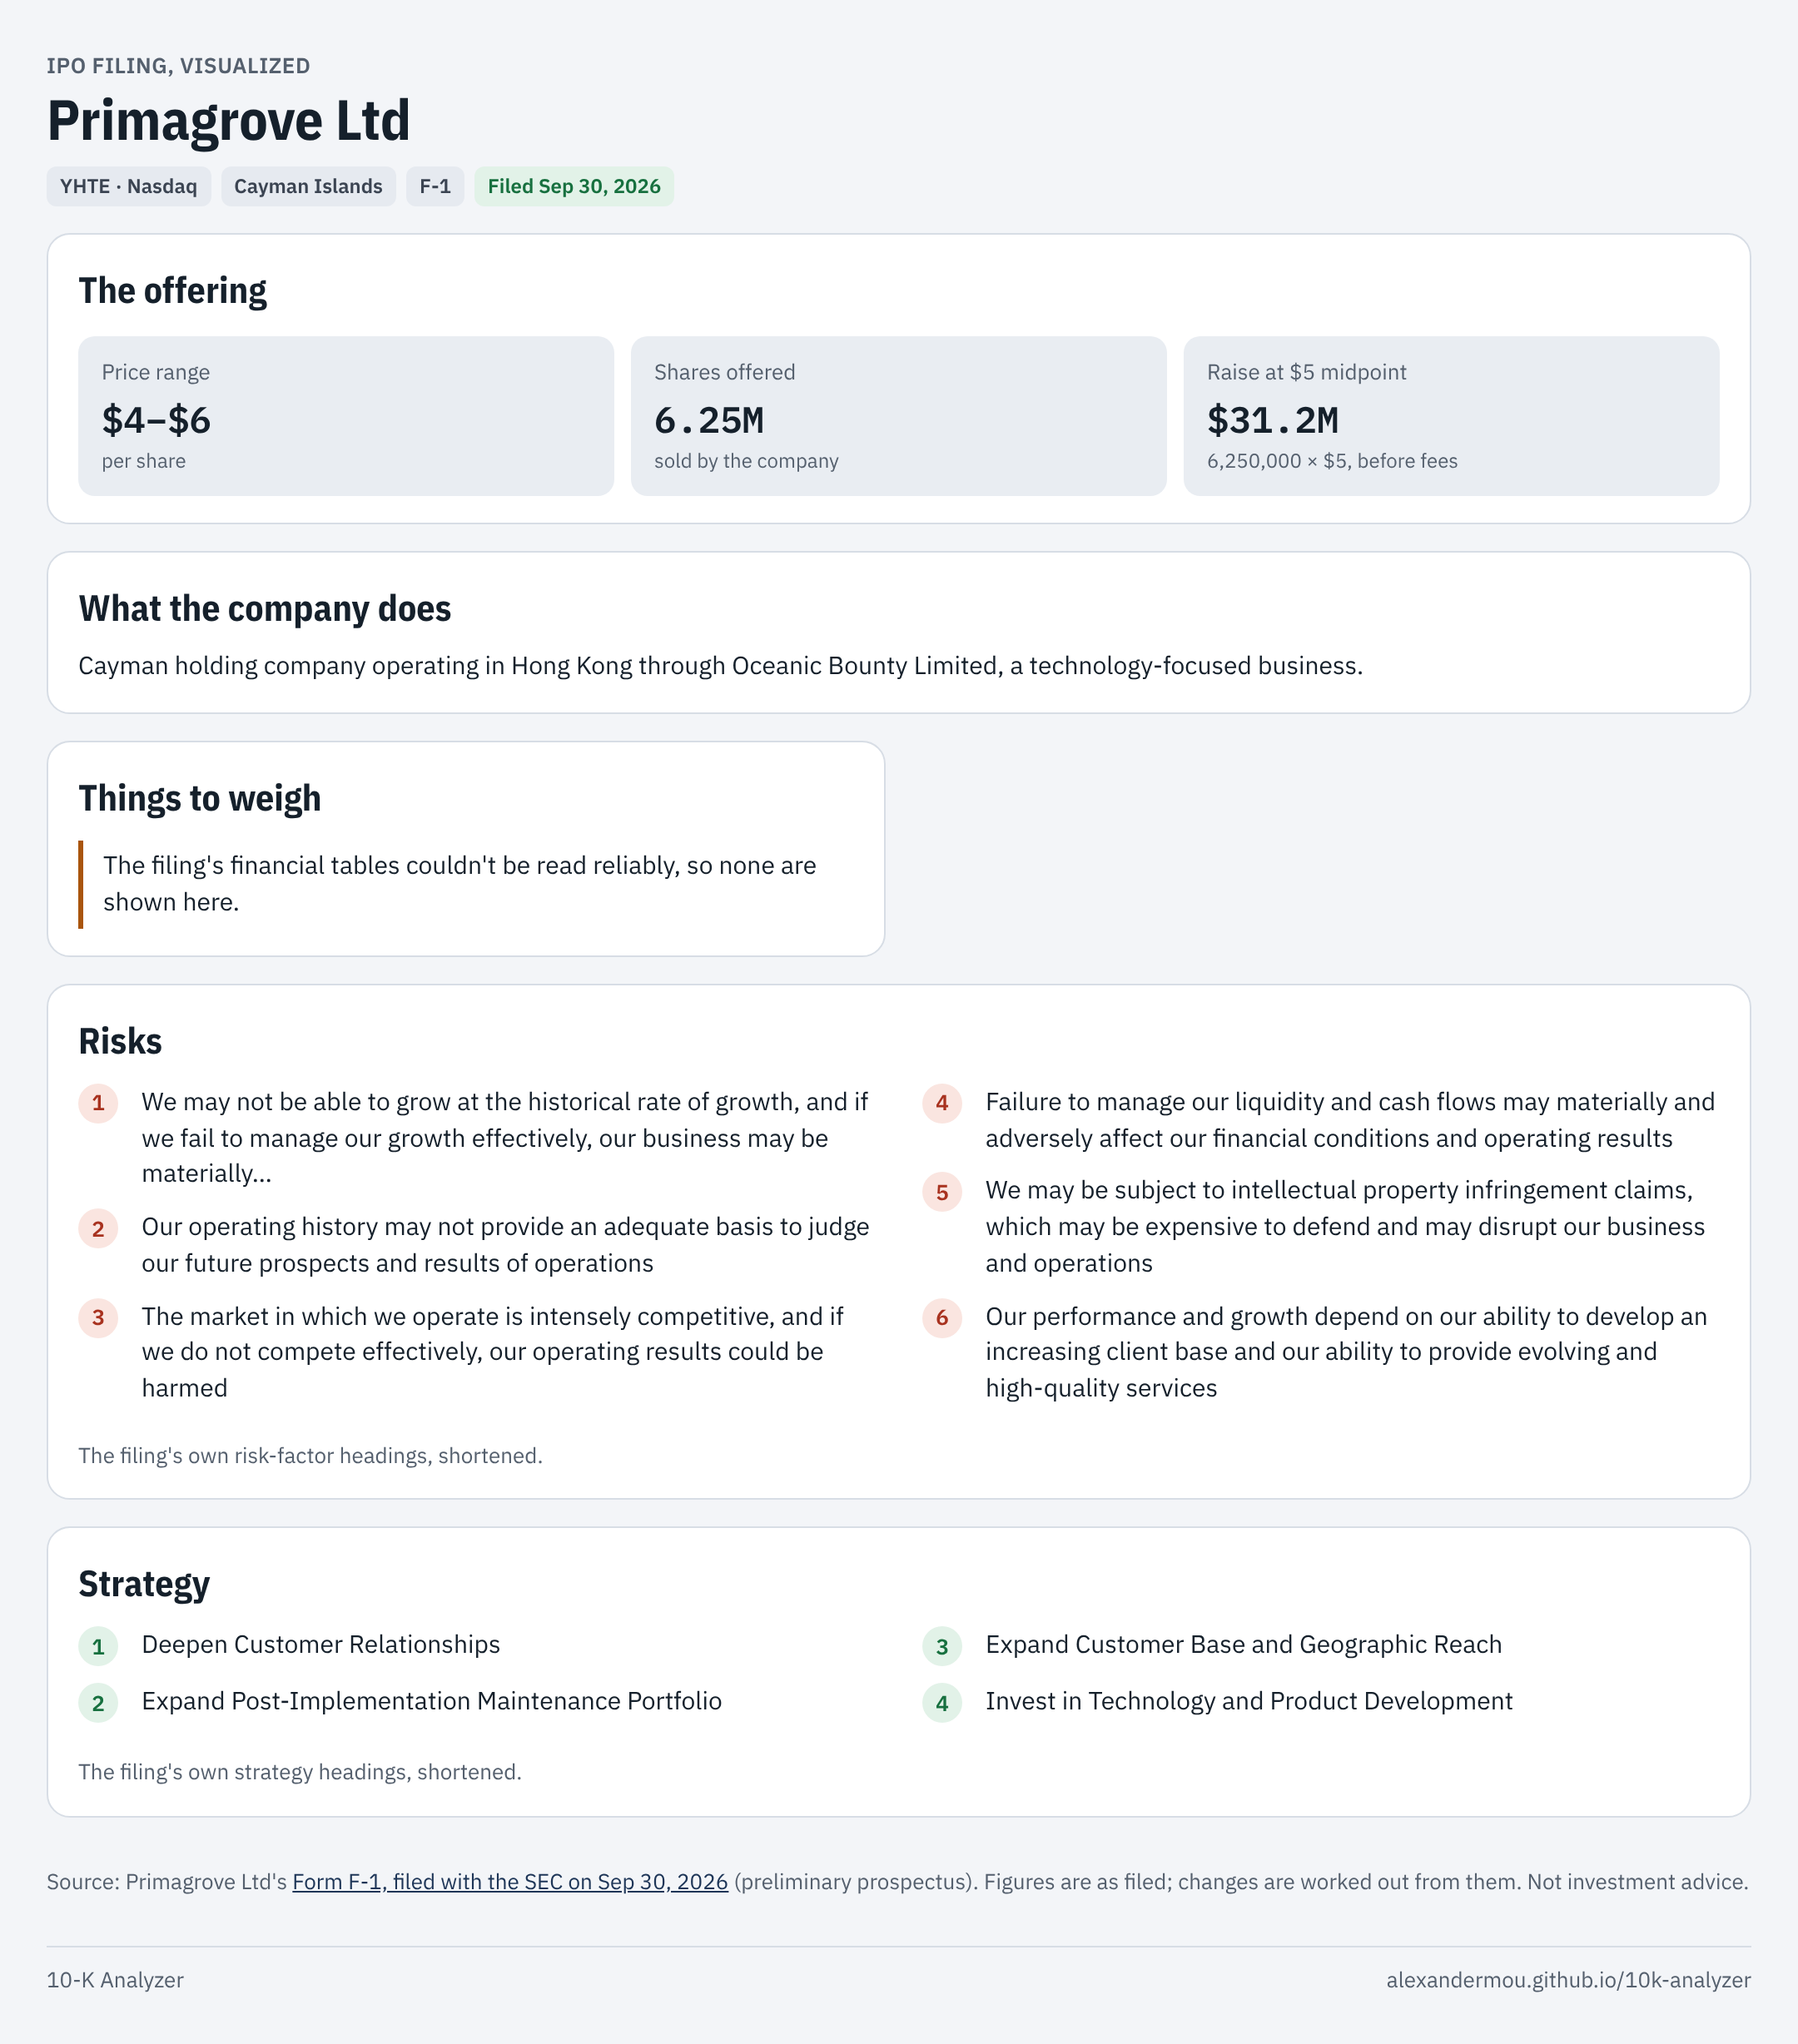 IPO FILING, VISUALIZED
Primagrove Ltd
YHTE · Nasdaq
Cayman Islands
F-1
Filed Sep 30, 2026
The offering
Price range
$4–$6
per share
Shares offered
6.25M
sold by the company
Raise at $5 midpoint
$31.2M
6,250,000 × $5, before fees
What the company does
Cayman holding company operating in Hong Kong through Oceanic Bounty Limited, a technology-focused business.
Things to weigh
The filing's financial tables couldn't be read reliably, so none are
shown here.
Risks
1 We may not be able to grow at the historical rate of growth, and if
we fail to manage our growth effectively, our business may be
materially…
2 Our operating history may not provide an adequate basis to judge
our future prospects and results of operations
3 The market in which we operate is intensely competitive, and if
we do not compete effectively, our operating results could be
harmed
4 Failure to manage our liquidity and cash flows may materially and
adversely affect our financial conditions and operating results
5 We may be subject to intellectual property infringement claims,
which may be expensive to defend and may disrupt our business
and operations
6 Our performance and growth depend on our ability to develop an
increasing client base and our ability to provide evolving and
high-quality services
The filing's own risk-factor headings, shortened.
Strategy
1 Deepen Customer Relationships
2 Expand Post-Implementation Maintenance Portfolio
3 Expand Customer Base and Geographic Reach
4 Invest in Technology and Product Development
The filing's own strategy headings, shortened.
Source: Primagrove Ltd's Form F-1, filed with the SEC on Sep 30, 2026 (preliminary prospectus). Figures are as filed; changes are worked out from them. Not investment advice.
10-K Analyzer
alexandermou.github.io/10k-analyzer